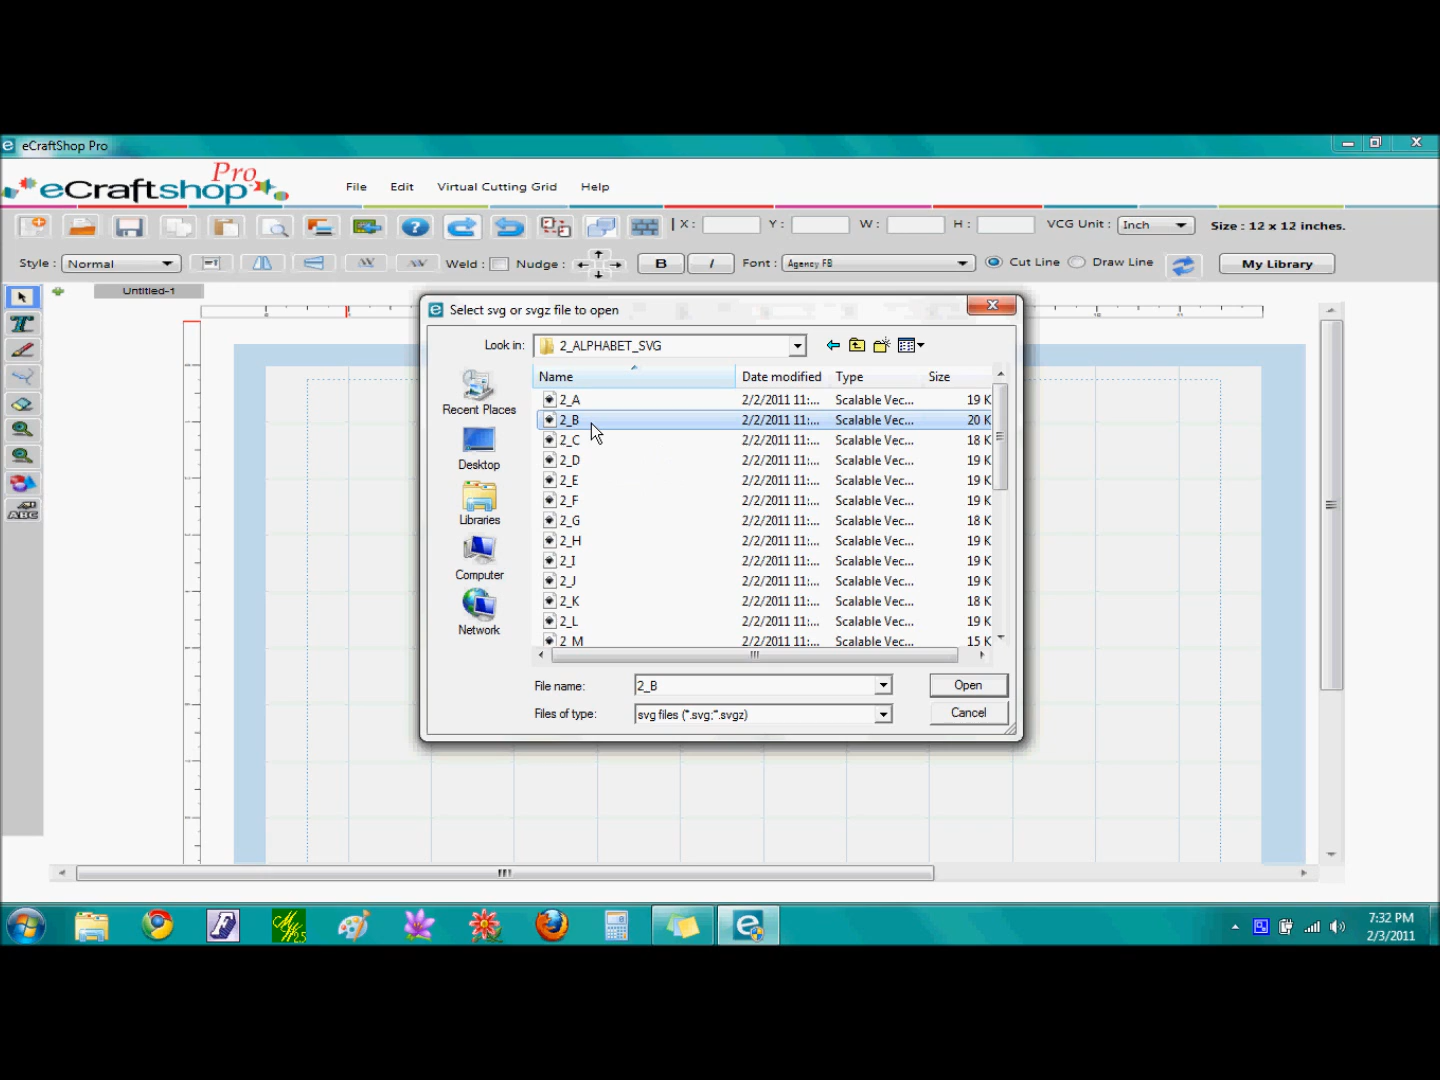 eCraftShop Pro
eCraftshop Pro
File Edit Virtual Cutting Grid Help
X : Y : W : H : VCG Unit : Inch Size : 12 x 12 inches.
Style : Normal Weld : Nudge : B I Font : Agency FB Cut Line Draw Line My Library
Untitled-1
Select svg or svgz file to open
Look in: 2_ALPHABET_SVG
Name Date modified Type Size
2_A 2/2/2011 11:... Scalable Vec... 19 K
2_B 2/2/2011 11:... Scalable Vec... 20 K
2_C 2/2/2011 11:... Scalable Vec... 18 K
2_D 2/2/2011 11:... Scalable Vec... 19 K
2_E 2/2/2011 11:... Scalable Vec... 19 K
2_F 2/2/2011 11:... Scalable Vec... 19 K
2_G 2/2/2011 11:... Scalable Vec... 18 K
2_H 2/2/2011 11:... Scalable Vec... 19 K
2_I 2/2/2011 11:... Scalable Vec... 19 K
2_J 2/2/2011 11:... Scalable Vec... 19 K
2_K 2/2/2011 11:... Scalable Vec... 18 K
2_L 2/2/2011 11:... Scalable Vec... 19 K
2_M 2/2/2011 11:... Scalable Vec... 15 K
Recent Places
Desktop
Libraries
Computer
Network
File name: 2_B Open
Files of type: svg files (*.svg;*.svgz) Cancel
ABC
7:32 PM
2/3/2011